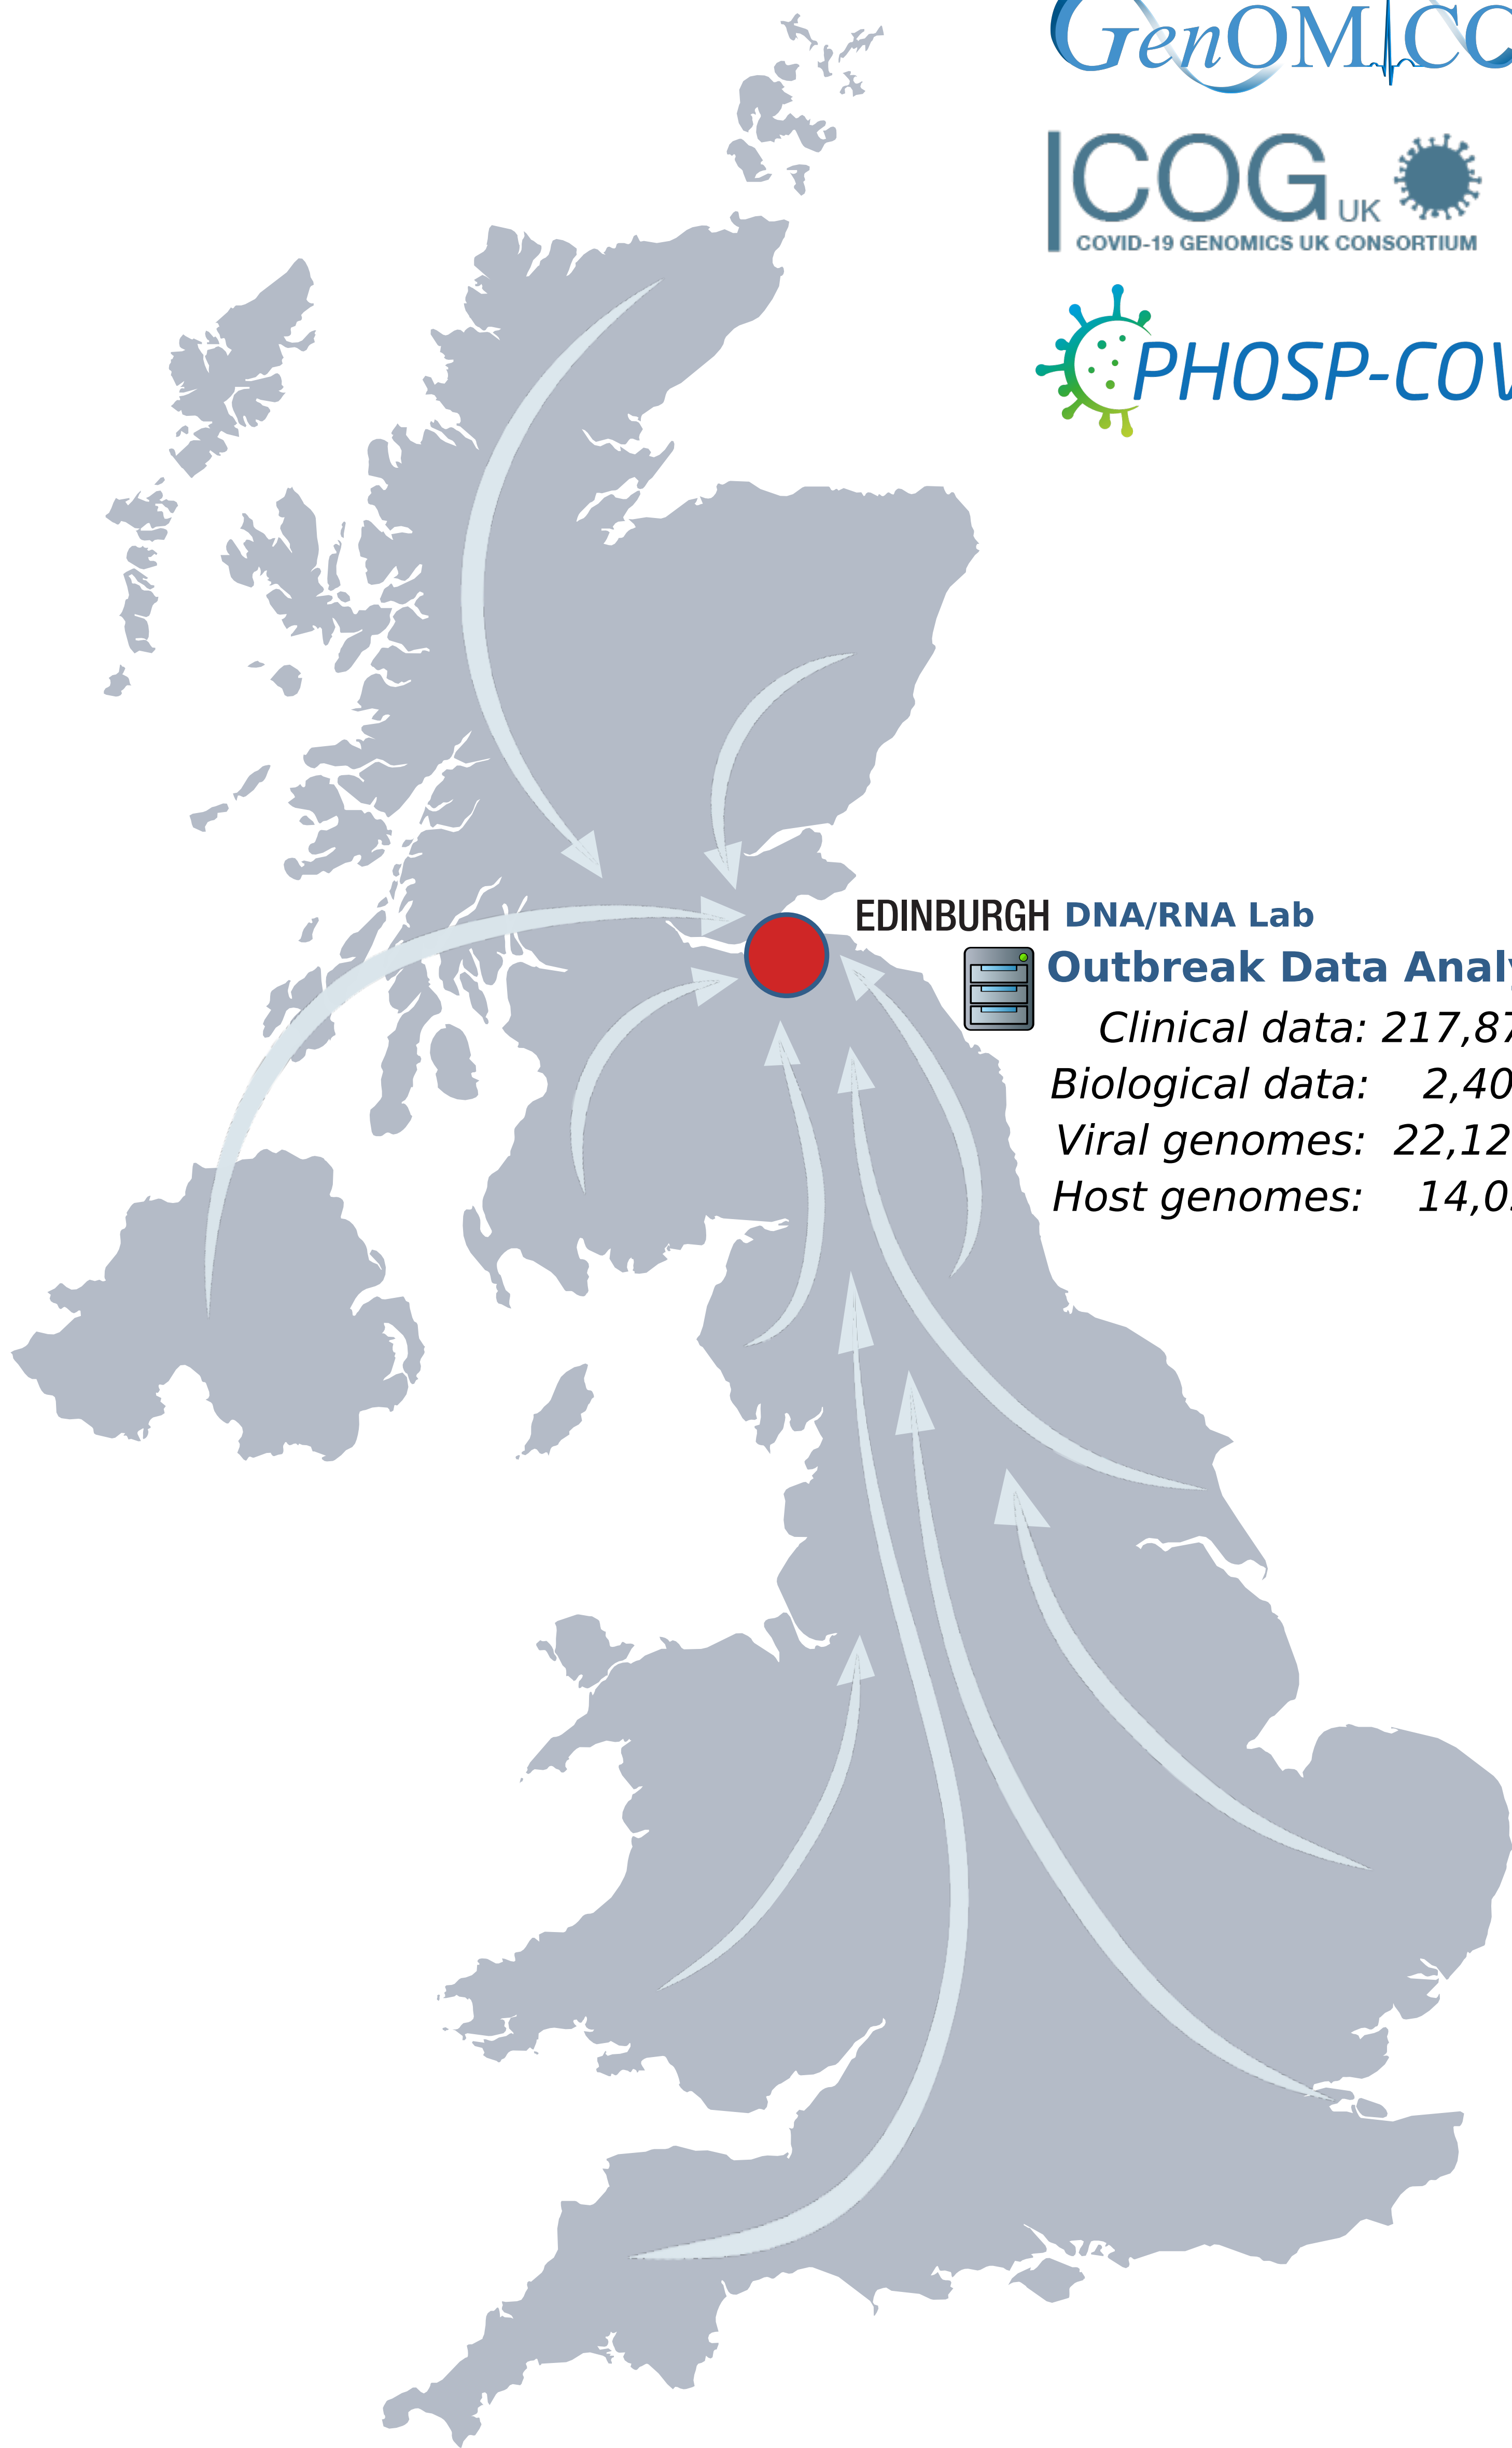 GenOMICC
COG UK
COVID-19 GENOMICS UK CONSORTIUM
PHOSP-COV
EDINBURGH DNA/RNA Lab
Outbreak Data Analy
Clinical data: 217,87
Biological data: 2,40
Viral genomes: 22,12
Host genomes: 14,0